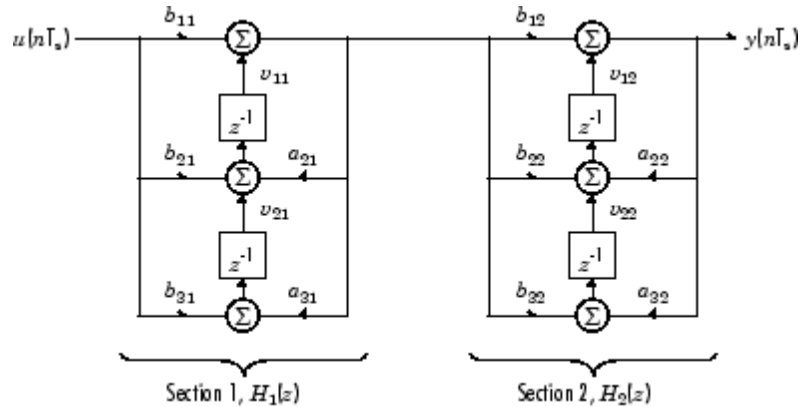 b₁₁ b₁₂
u(nTₛ) Σ Σ y(nTₛ)
v₁₁ v₁₂
z⁻¹ z⁻¹
b₂₁ a₂₁ b₂₂ a₂₂
Σ Σ
v₂₁ v₂₂
z⁻¹ z⁻¹
b₃₁ a₃₁ b₃₂ a₃₂
Σ Σ
Section 1, H₁(z) Section 2, H₂(z)